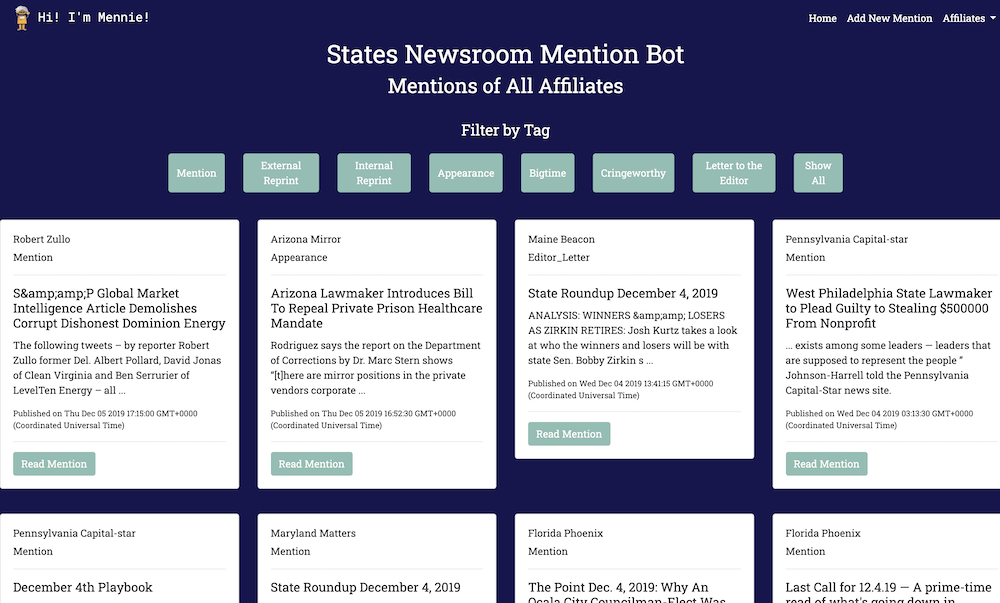 Hi! I'm Mennie!
Home Add New Mention Affiliates
States Newsroom Mention Bot
Mentions of All Affiliates
Filter by Tag
Mention
External
Reprint
Internal
Reprint
Appearance
Bigtime
Cringeworthy
Letter to the
Editor
Show
All
Robert Zullo
Mention
S&amp;amp;P Global Market
Intelligence Article Demolishes
Corrupt Dishonest Dominion Energy
The following tweets – by reporter Robert
Zullo former Del. Albert Pollard, David Jonas
of Clean Virginia and Ben Serrurier of
LevelTen Energy – all ...
Published on Thu Dec 05 2019 17:15:00 GMT+0000
(Coordinated Universal Time)
Read Mention
Arizona Mirror
Appearance
Arizona Lawmaker Introduces Bill
To Repeal Private Prison Healthcare
Mandate
Rodriguez says the report on the Department
of Corrections by Dr. Marc Stern shows
"[t]here are mirror positions in the private
vendors corporate ...
Published on Thu Dec 05 2019 16:52:30 GMT+0000
(Coordinated Universal Time)
Read Mention
Maine Beacon
Editor_Letter
State Roundup December 4, 2019
ANALYSIS: WINNERS &amp;amp; LOSERS
AS ZIRKIN RETIRES: Josh Kurtz takes a look
at who the winners and losers will be with
state Sen. Bobby Zirkin s ...
Published on Wed Dec 04 2019 13:41:15 GMT+0000
(Coordinated Universal Time)
Read Mention
Pennsylvania Capital-star
Mention
West Philadelphia State Lawmaker
to Plead Guilty to Stealing $500000
From Nonprofit
... exists among some leaders — leaders that
are supposed to represent the people “
Johnson-Harrell told the Pennsylvania
Capital-Star news site.
Published on Wed Dec 04 2019 03:13:30 GMT+0000
(Coordinated Universal Time)
Read Mention
Pennsylvania Capital-star
Mention
December 4th Playbook
Maryland Matters
Mention
State Roundup December 4, 2019
Florida Phoenix
Mention
The Point Dec. 4, 2019: Why An
Ocala City Councilman-Elect Was
Florida Phoenix
Mention
Last Call for 12.4.19 — A prime-time
read of what's going down in